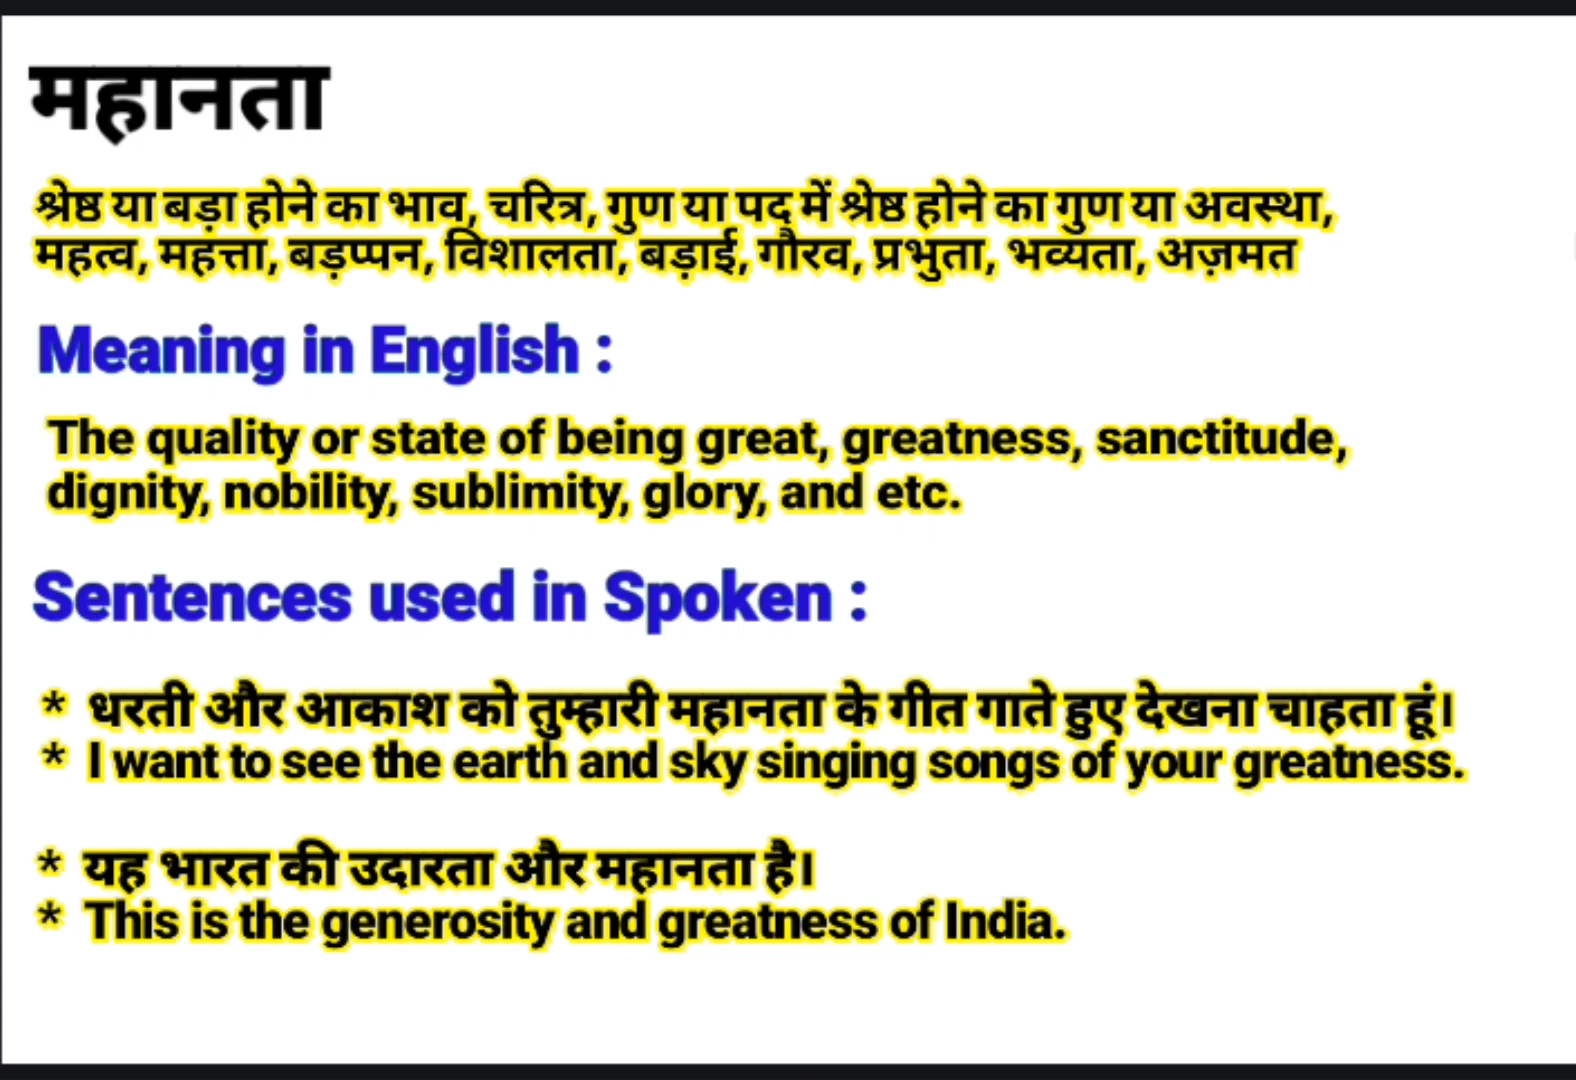 महानता
श्रेष्ठ या बड़ा होने का भाव, चरित्र, गुण या पद में श्रेष्ठ होने का गुण या अवस्था,
महत्व, महत्ता, बड़प्पन, विशालता, बड़ाई, गौरव, प्रभुता, भव्यता, अज़मत
Meaning in English :
The quality or state of being great, greatness, sanctitude,
dignity, nobility, sublimity, glory, and etc.
Sentences used in Spoken :
* धरती और आकाश को तुम्हारी महानता के गीत गाते हुए देखना चाहता हूं।
* I want to see the earth and sky singing songs of your greatness.
* यह भारत की उदारता और महानता है।
* This is the generosity and greatness of India.